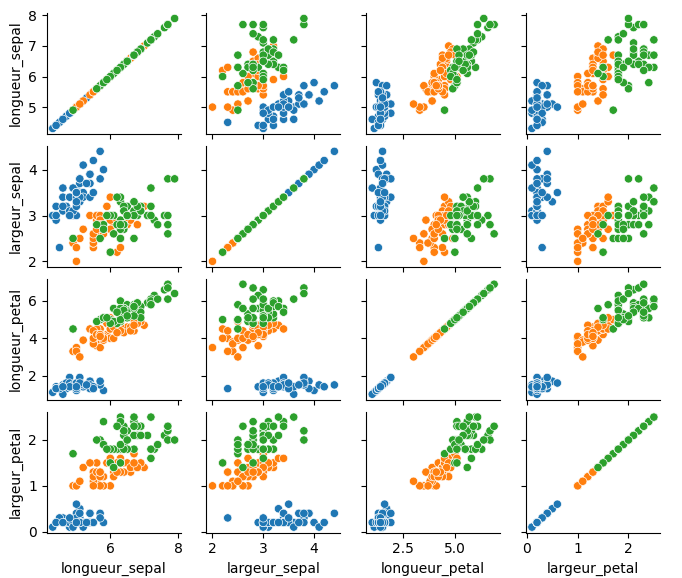 longueur_sepal
8
7
6
5
largeur_sepal
4
3
2
longueur_petal
6
4
2
largeur_petal
2
1
0
6 8
2 3 4
2.5 5.0
0 1 2
longueur_sepal largeur_sepal longueur_petal largeur_petal